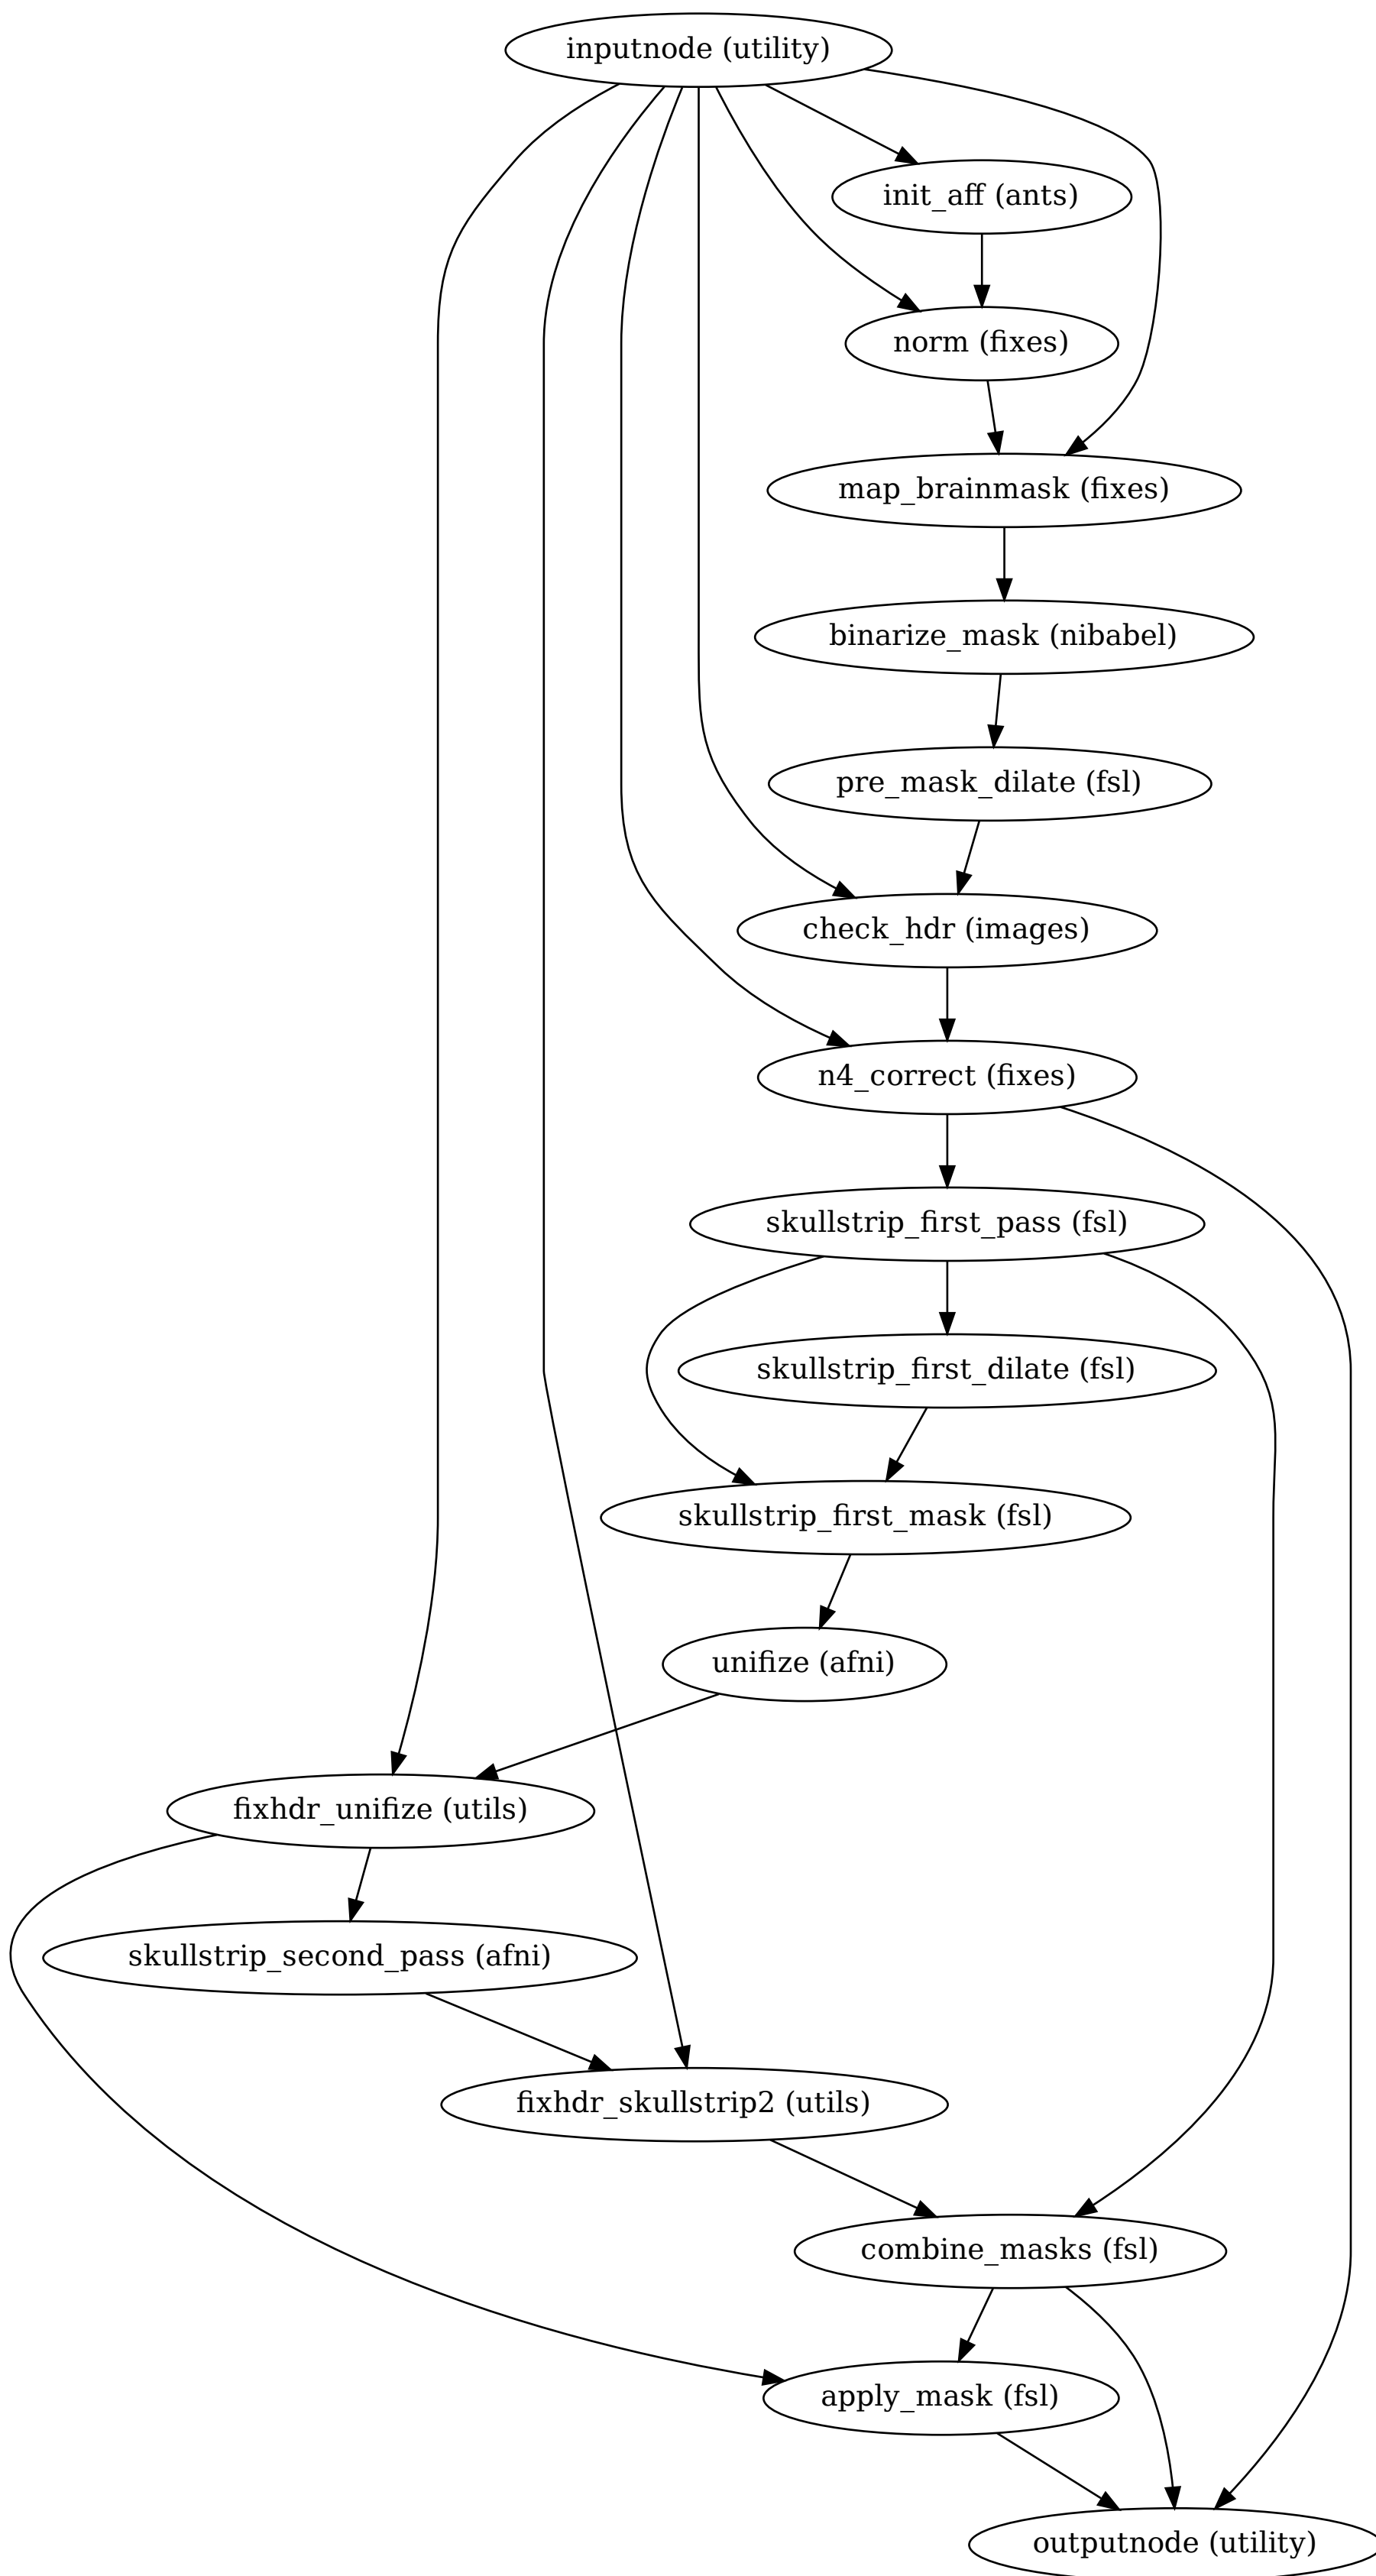 inputnode (utility)
init_aff (ants)
norm (fixes)
map_brainmask (fixes)
binarize_mask (nibabel)
pre_mask_dilate (fsl)
check_hdr (images)
n4_correct (fixes)
skullstrip_first_pass (fsl)
skullstrip_first_dilate (fsl)
skullstrip_first_mask (fsl)
unifize (afni)
fixhdr_unifize (utils)
skullstrip_second_pass (afni)
fixhdr_skullstrip2 (utils)
combine_masks (fsl)
apply_mask (fsl)
outputnode (utility)